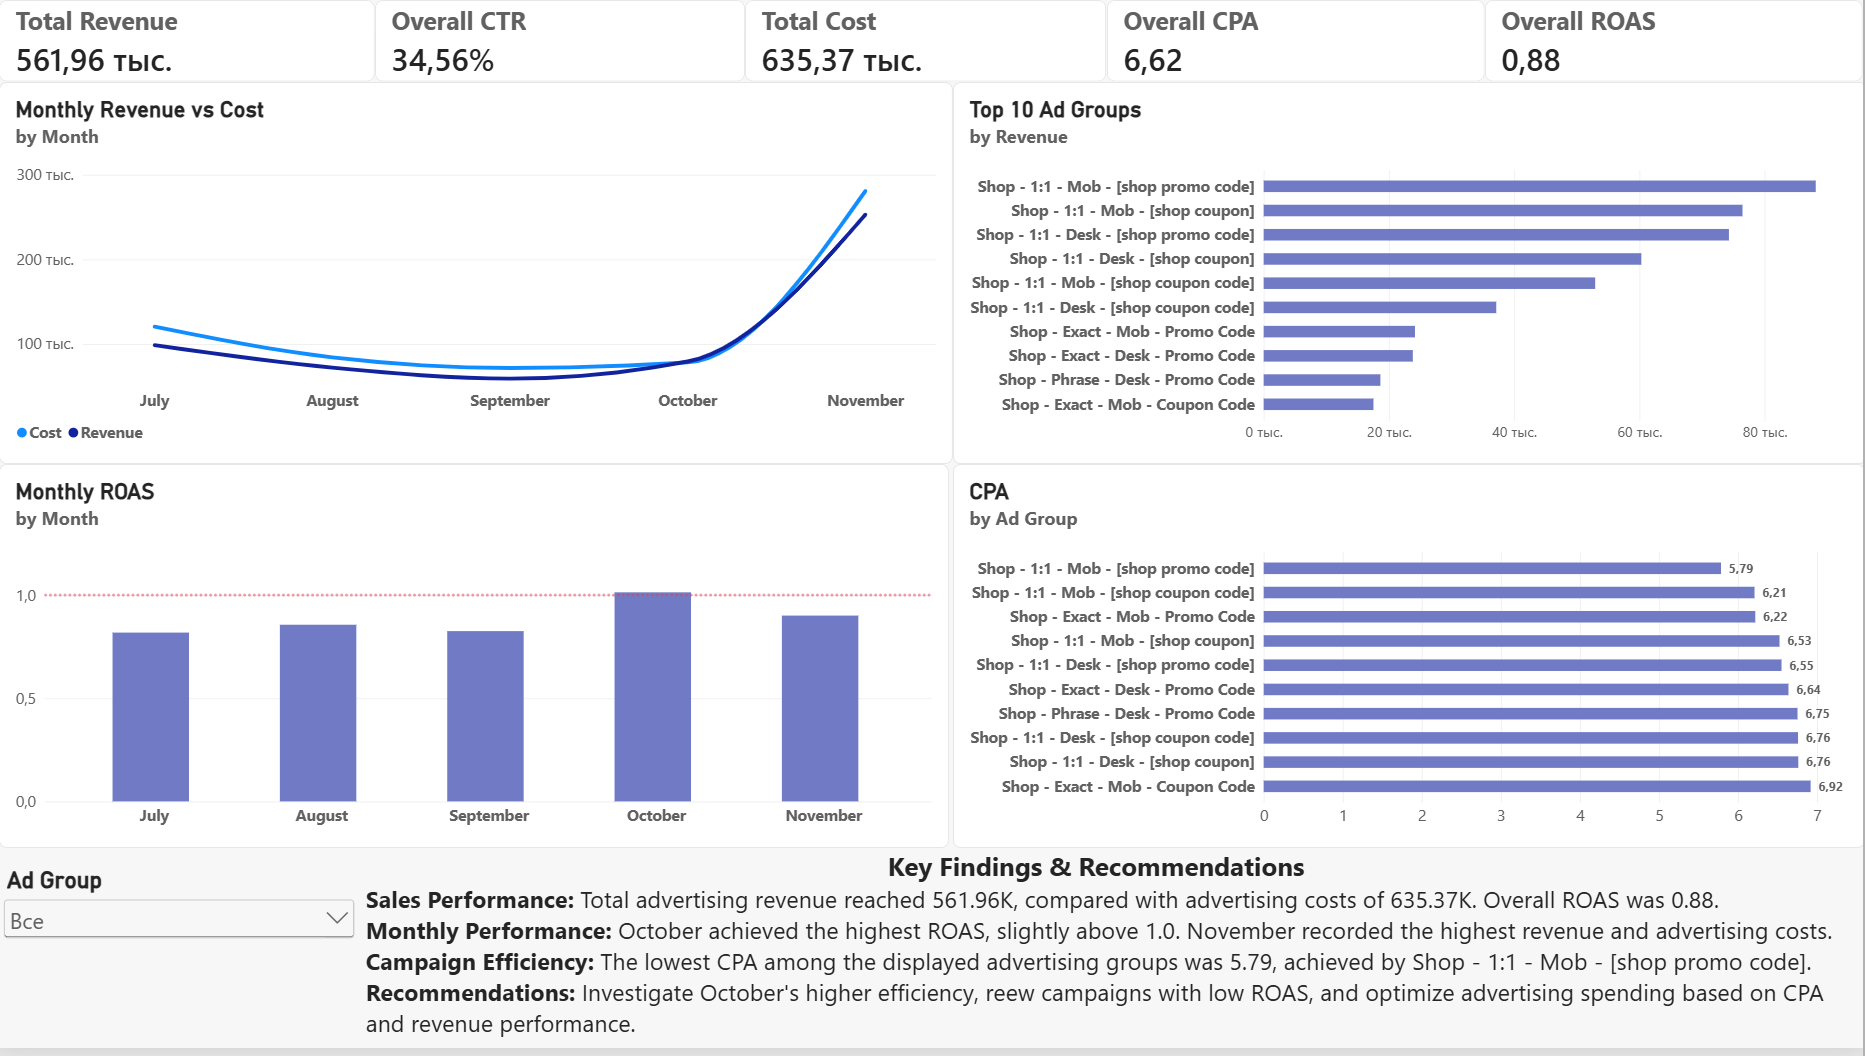 Total Revenue
561,96 тыс.
Overall CTR
34,56%
Total Cost
635,37 тыс.
Overall CPA
6,62
Overall ROAS
0,88
Monthly Revenue vs Cost
by Month
300 тыс.
200 тыс.
100 тыс.
July August September October November
Cost Revenue
Top 10 Ad Groups
by Revenue
Shop - 1:1 - Mob - [shop promo code]
Shop - 1:1 - Mob - [shop coupon]
Shop - 1:1 - Desk - [shop promo code]
Shop - 1:1 - Desk - [shop coupon]
Shop - 1:1 - Mob - [shop coupon code]
Shop - 1:1 - Desk - [shop coupon code]
Shop - Exact - Mob - Promo Code
Shop - Exact - Desk - Promo Code
Shop - Phrase - Desk - Promo Code
Shop - Exact - Mob - Coupon Code
0 тыс. 20 тыс. 40 тыс. 60 тыс. 80 тыс.
Monthly ROAS
by Month
1,0
0,5
0,0
July August September October November
CPA
by Ad Group
Shop - 1:1 - Mob - [shop promo code] 5,79
Shop - 1:1 - Mob - [shop coupon code] 6,21
Shop - Exact - Mob - Promo Code 6,22
Shop - 1:1 - Mob - [shop coupon] 6,53
Shop - 1:1 - Desk - [shop promo code] 6,55
Shop - Exact - Desk - Promo Code 6,64
Shop - Phrase - Desk - Promo Code 6,75
Shop - 1:1 - Desk - [shop coupon code] 6,76
Shop - 1:1 - Desk - [shop coupon] 6,76
Shop - Exact - Mob - Coupon Code 6,92
0 1 2 3 4 5 6 7
Ad Group
Все
Key Findings & Recommendations
Sales Performance: Total advertising revenue reached 561.96K, compared with advertising costs of 635.37K. Overall ROAS was 0.88.
Monthly Performance: October achieved the highest ROAS, slightly above 1.0. November recorded the highest revenue and advertising costs.
Campaign Efficiency: The lowest CPA among the displayed advertising groups was 5.79, achieved by Shop - 1:1 - Mob - [shop promo code].
Recommendations: Investigate October's higher efficiency, reew campaigns with low ROAS, and optimize advertising spending based on CPA
and revenue performance.